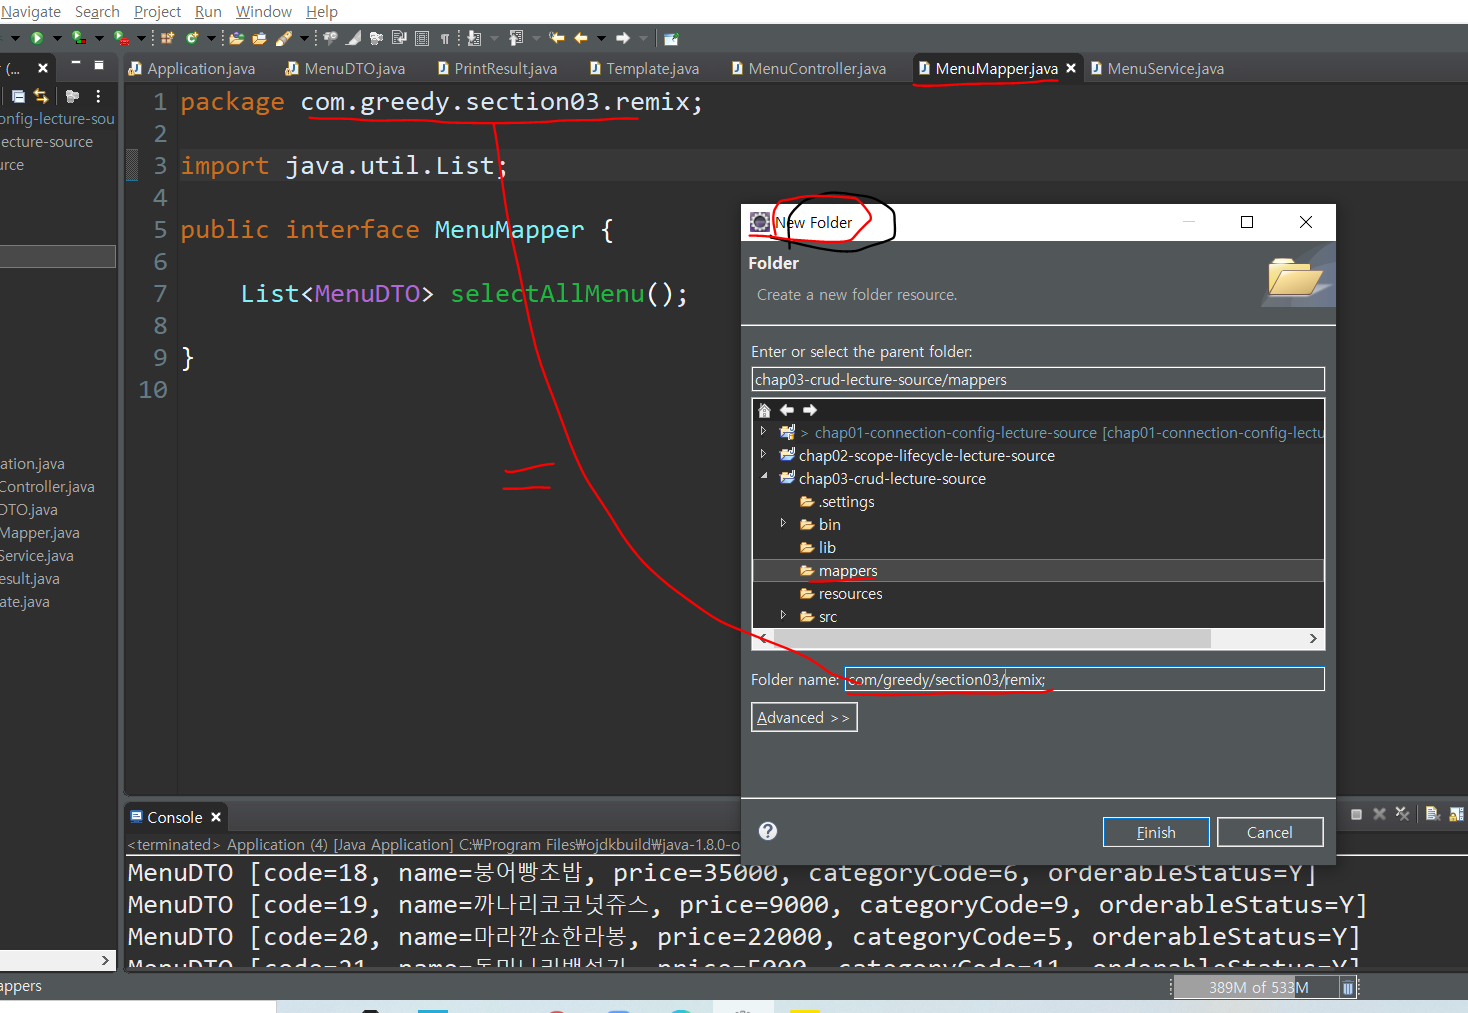 Navigate Search Project Run Window Help
(...
Application.java MenuDTO.java PrintResult.java Template.java MenuController.java MenuMapper.java MenuService.java
onfig-lecture-sou
ecture-source
urce
ation.java
Controller.java
DTO.java
Mapper.java
Service.java
esult.java
ate.java
1 package com.greedy.section03.remix;
2
3 import java.util.List;
4
5 public interface MenuMapper {
6
7 List<MenuDTO> selectAllMenu();
8
9 }
10
New Folder
Folder
Create a new folder resource.
Enter or select the parent folder:
chap03-crud-lecture-source/mappers
> chap01-connection-config-lecture-source [chap01-connection-config-lectu
chap02-scope-lifecycle-lecture-source
chap03-crud-lecture-source
.settings
bin
lib
mappers
resources
src
Folder name: com/greedy/section03/remix;
Advanced >>
Finish Cancel
Console
<terminated> Application (4) [Java Application] C:₩Program Files₩ojdkbuild₩java-1.8.0-o
MenuDTO [code=18, name=붕어빵초밥, price=35000, categoryCode=6, orderableStatus=Y]
MenuDTO [code=19, name=까나리코코넛쥬스, price=9000, categoryCode=9, orderableStatus=Y]
MenuDTO [code=20, name=마라깐쇼한라봉, price=22000, categoryCode=5, orderableStatus=Y]
MenuDTO [code=21, price=5000, categoryCode=11, orderableStatus=Y]
appers
389M of 533M